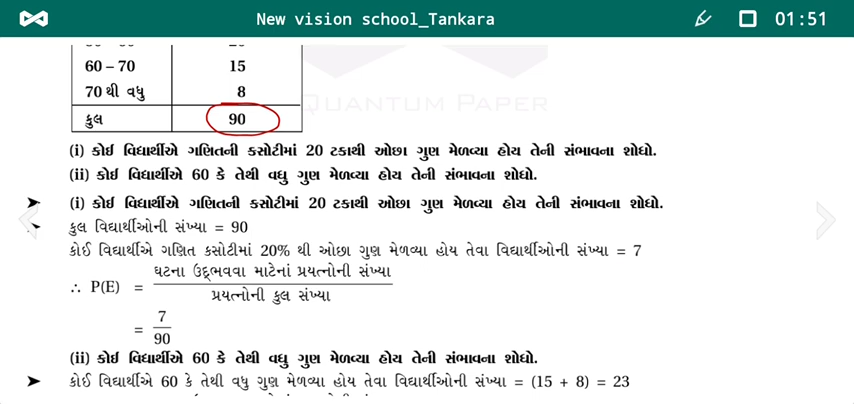 New vision school_Tankara
01:51
60 – 70 15
70 થી વધુ 8
કુલ 90
QUANTUM PAPER
(i) કોઈ વિદ્યાર્થીએ ગણિતની કસોટીમાં 20 ટકાથી ઓછા ગુણ મેળવ્યા હોય તેની સંભાવના શોધો.
(ii) કોઈ વિદ્યાર્થીએ 60 કે તેથી વધુ ગુણ મેળવ્યા હોય તેની સંભાવના શોધો.
(i) કોઈ વિદ્યાર્થીએ ગણિતની કસોટીમાં 20 ટકાથી ઓછા ગુણ મેળવ્યા હોય તેની સંભાવના શોધો.
કુલ વિદ્યાર્થીઓની સંખ્યા = 90
કોઈ વિદ્યાર્થીએ ગણિત કસોટીમાં 20% થી ઓછા ગુણ મેળવ્યા હોય તેવા વિદ્યાર્થીઓની સંખ્યા = 7
ઘટના ઉદ્ભવવા માટેનાં પ્રયત્નોની સંખ્યા
∴ P(E) =
પ્રયત્નોની કુલ સંખ્યા
7
=
90
(ii) કોઈ વિદ્યાર્થીએ 60 કે તેથી વધુ ગુણ મેળવ્યા હોય તેની સંભાવના શોધો.
કોઈ વિદ્યાર્થીએ 60 કે તેથી વધુ ગુણ મેળવ્યા હોય તેવા વિદ્યાર્થીઓની સંખ્યા = (15 + 8) = 23